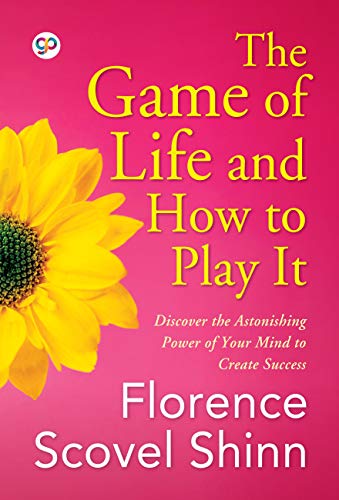 gp
The
Game of
Life and
How to
Play It
Discover the Astonishing
Power of Your Mind to
Create Success
Florence
Scovel Shinn